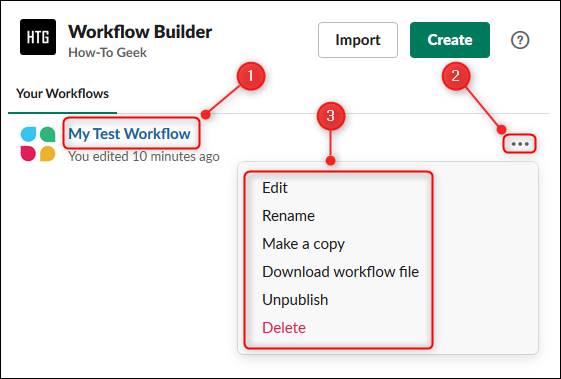 HTG
Workflow Builder
How-To Geek
Import
Create
?
1
2
Your Workflows
3
My Test Workflow
You edited 10 minutes ago
Edit
Rename
Make a copy
Download workflow file
Unpublish
Delete